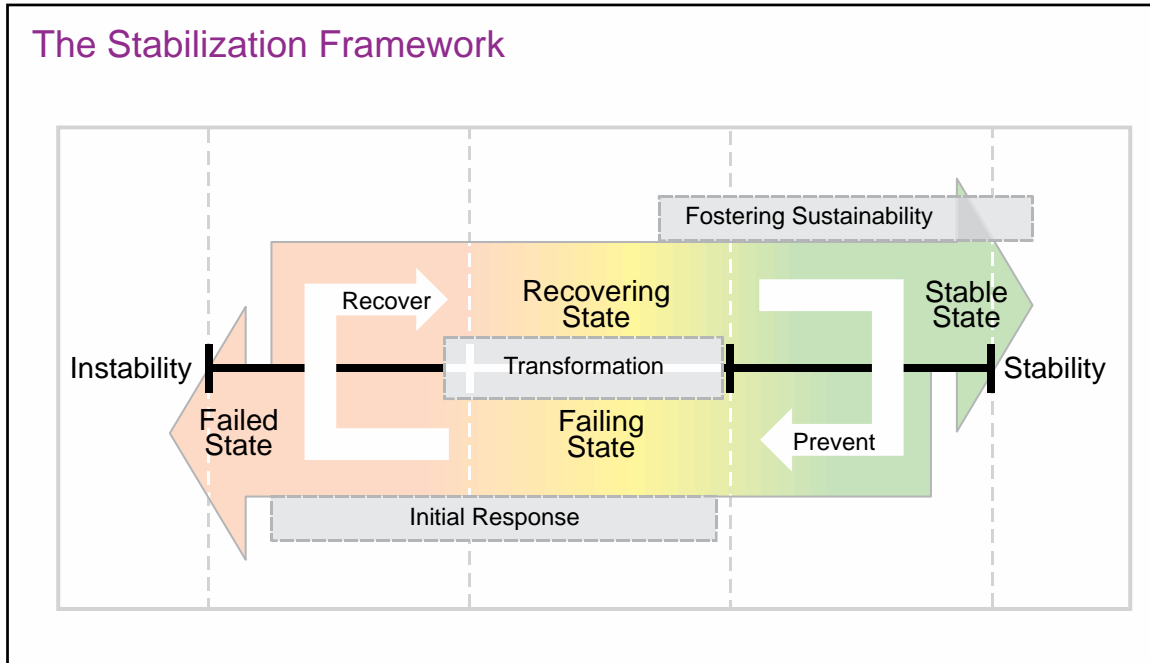 The Stabilization Framework
Fostering Sustainability
Recover
Recovering
State
Stable
State
Instability
Transformation
Stability
Failed
State
Failing
State
Prevent
Initial Response